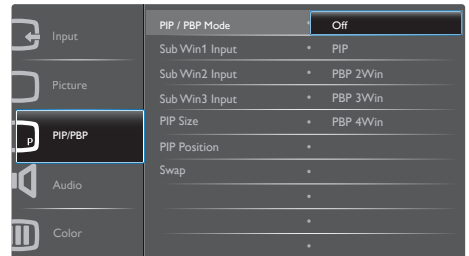 Input
Picture
P
PIP/PBP
Audio
Color
PIP / PBP Mode • Off
Sub Win1 Input • PIP
Sub Win2 Input • PBP 2Win
Sub Win3 Input • PBP 3Win
PIP Size • PBP 4Win
PIP Position •
Swap •
•
•
•